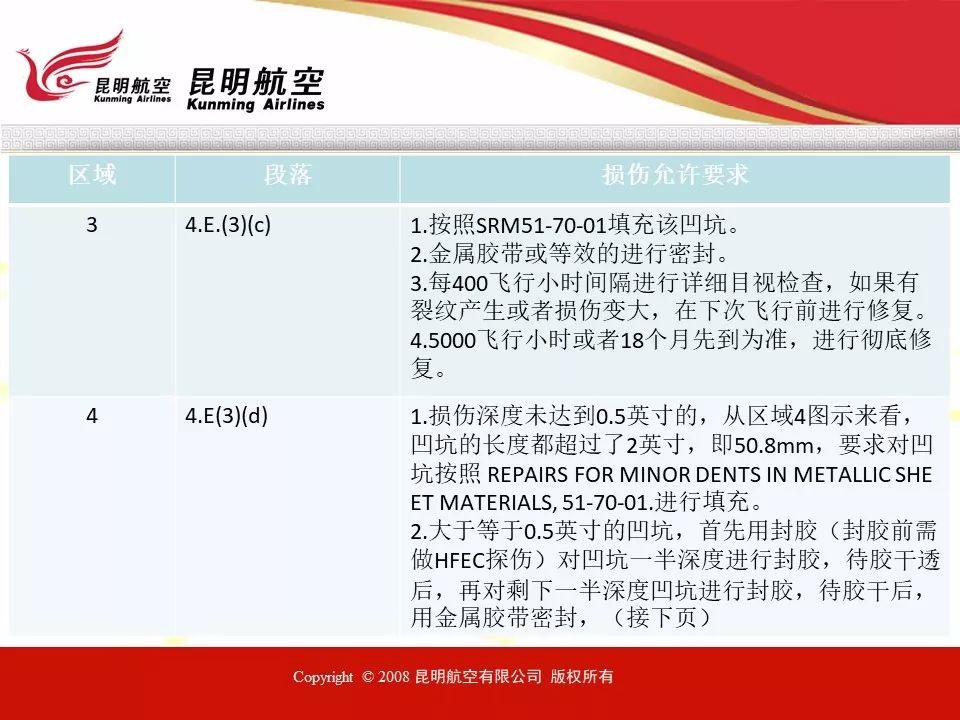 昆明航空
Kunming Airlines
昆明航空
Kunming Airlines
区域 段落 损伤允许要求
3 4.E.(3)(c) 1.按照SRM51-70-01填充该凹坑。
2.金属胶带或等效的进行密封。
3.每400飞行小时间隔进行详细目视检查，如果有
裂纹产生或者损伤变大，在下次飞行前进行修复。
4.5000飞行小时或者18个月先到为准，进行彻底修
复。
4 4.E(3)(d) 1.损伤深度未达到0.5英寸的，从区域4图示来看，
凹坑的长度都超过了2英寸，即50.8mm，要求对凹
坑按照 REPAIRS FOR MINOR DENTS IN METALLIC SHE
ET MATERIALS, 51-70-01.进行填充。
2.大于等于0.5英寸的凹坑，首先用封胶（封胶前需
做HFEC探伤）对凹坑一半深度进行封胶，待胶干透
后，再对剩下一半深度凹坑进行封胶，待胶干后，
用金属胶带密封，（接下页）
Copyright © 2008 昆明航空有限公司 版权所有